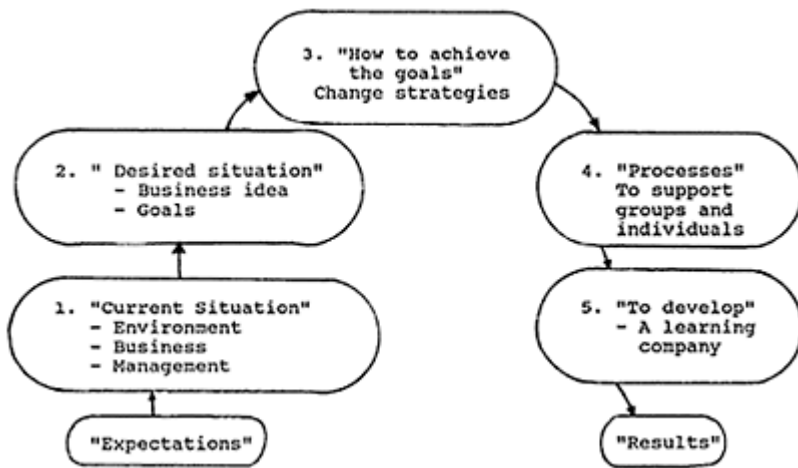 3. "How to achieve
the goals"
Change strategies
2. " Desired situation"
- Business idea
- Goals
4. "Processes"
To support
groups and
individuals
1. "Current Situation"
- Environment
- Business
- Management
5. "To develop"
- A learning
company
"Expectations"
"Results"